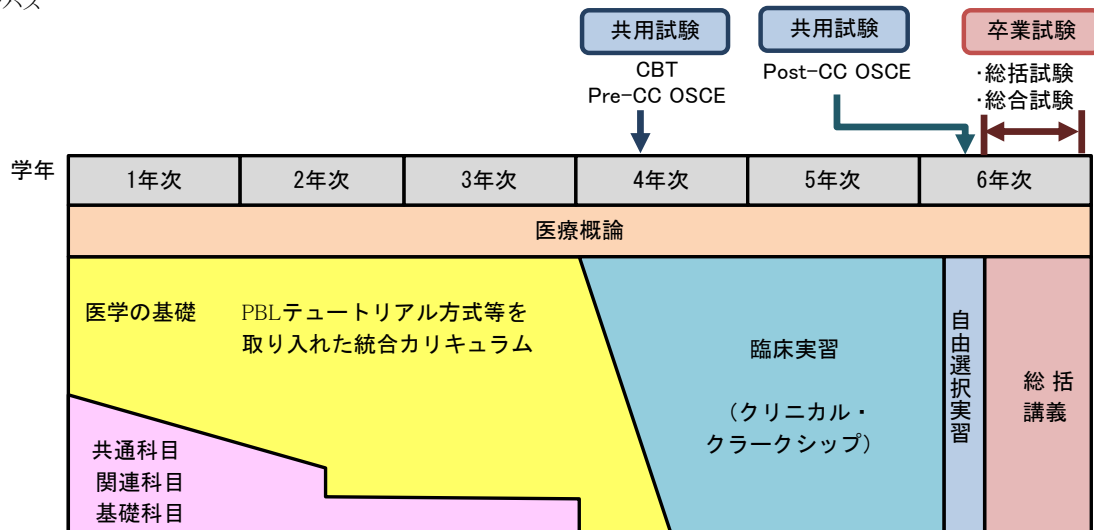 共用試験
CBT
Pre-CC OSCE
共用試験
Post-CC OSCE
卒業試験
・総括試験
・総合試験
学年
1年次
2年次
3年次
4年次
5年次
6年次
医療概論
医学の基礎
PBLテュートリアル方式等を
取り入れた統合カリキュラム
臨床実習
（クリニカル・
クラークシップ）
自由選択実習
総 括
講義
共通科目
関連科目
基礎科目